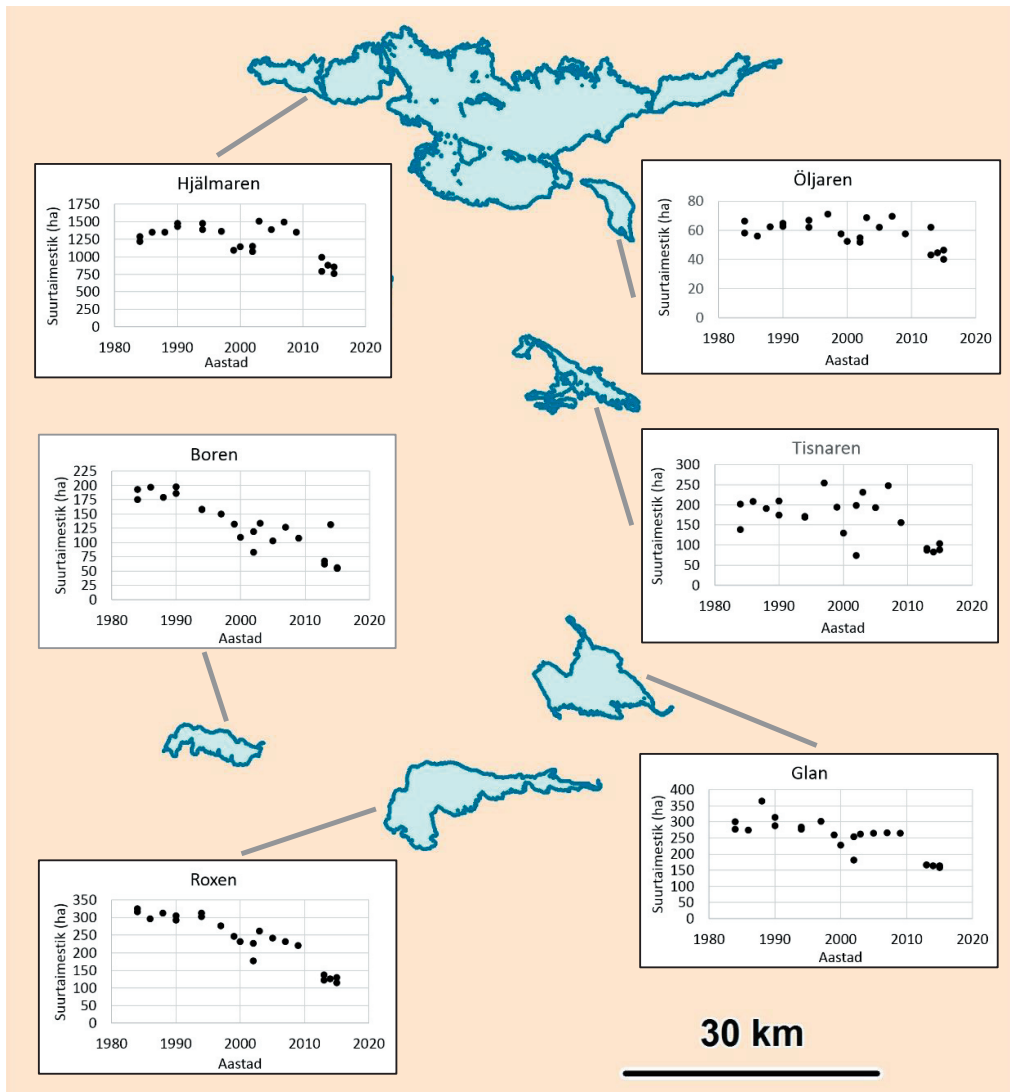 Hjälmaren
Suurtaimestik (ha)
1750
1500
1250
1000
750
500
250
0
1980 1990 2000 2010 2020
Aastad
Öljaren
Suurtaimestik (ha)
80
60
40
20
0
1980 1990 2000 2010 2020
Aastad
Boren
Suurtaimestik (ha)
225
200
175
150
125
100
75
50
25
0
1980 1990 2000 2010 2020
Aastad
Tisnaren
Suurtaimestik (ha)
300
250
200
150
100
50
0
1980 1990 2000 2010 2020
Aastad
Glan
Suurtaimestik (ha)
400
350
300
250
200
150
100
50
0
1980 1990 2000 2010 2020
Aastad
Roxen
Suurtaimestik (ha)
350
300
250
200
150
100
50
0
1980 1990 2000 2010 2020
Aastad
30 km